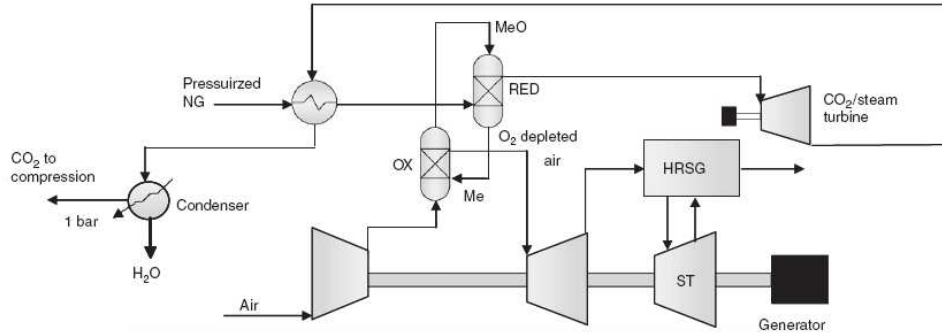 MeO
Pressuirzed
NG
RED
CO₂/steam
turbine
O₂ depleted
air
CO₂ to
compression
OX
HRSG
Me
Condenser
1 bar
H₂O
ST
Air
Generator